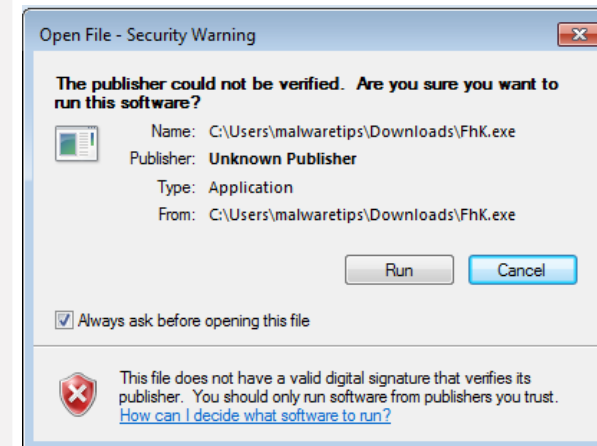 Open File - Security Warning
The publisher could not be verified. Are you sure you want to
run this software?
Name: C:\Users\malwaretips\Downloads\FhK.exe
Publisher: Unknown Publisher
Type: Application
From: C:\Users\malwaretips\Downloads\FhK.exe
Run Cancel
Always ask before opening this file
This file does not have a valid digital signature that verifies its
publisher. You should only run software from publishers you trust.
How can I decide what software to run?